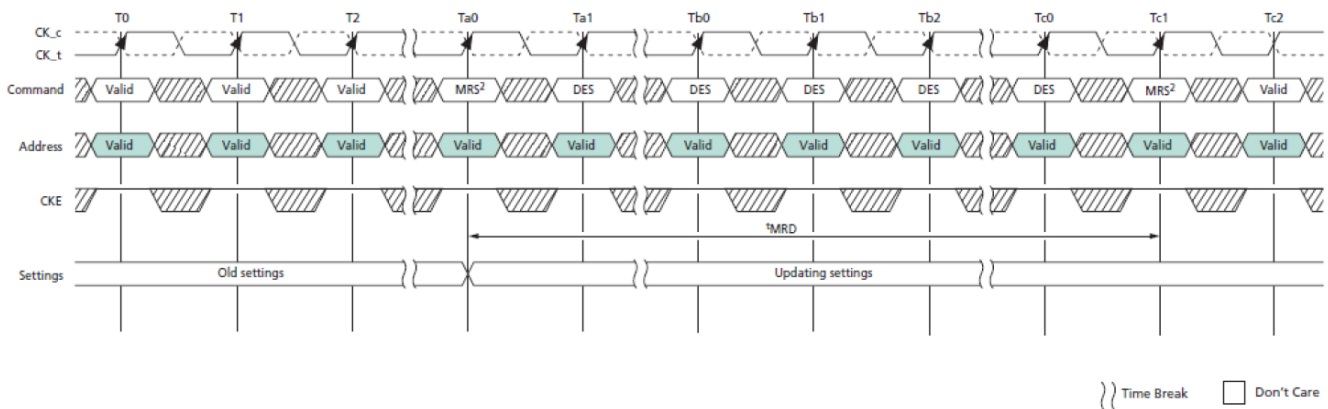 T0 T1 T2 Ta0 Ta1 Tb0 Tb1 Tb2 Tc0 Tc1 Tc2
CK_c
CK_t
Command Valid Valid Valid MRS² DES DES DES DES DES MRS² Valid
Address Valid Valid Valid Valid Valid Valid Valid Valid Valid Valid Valid
CKE
ᵗMRD
Settings Old settings Updating settings
Time Break Don't Care